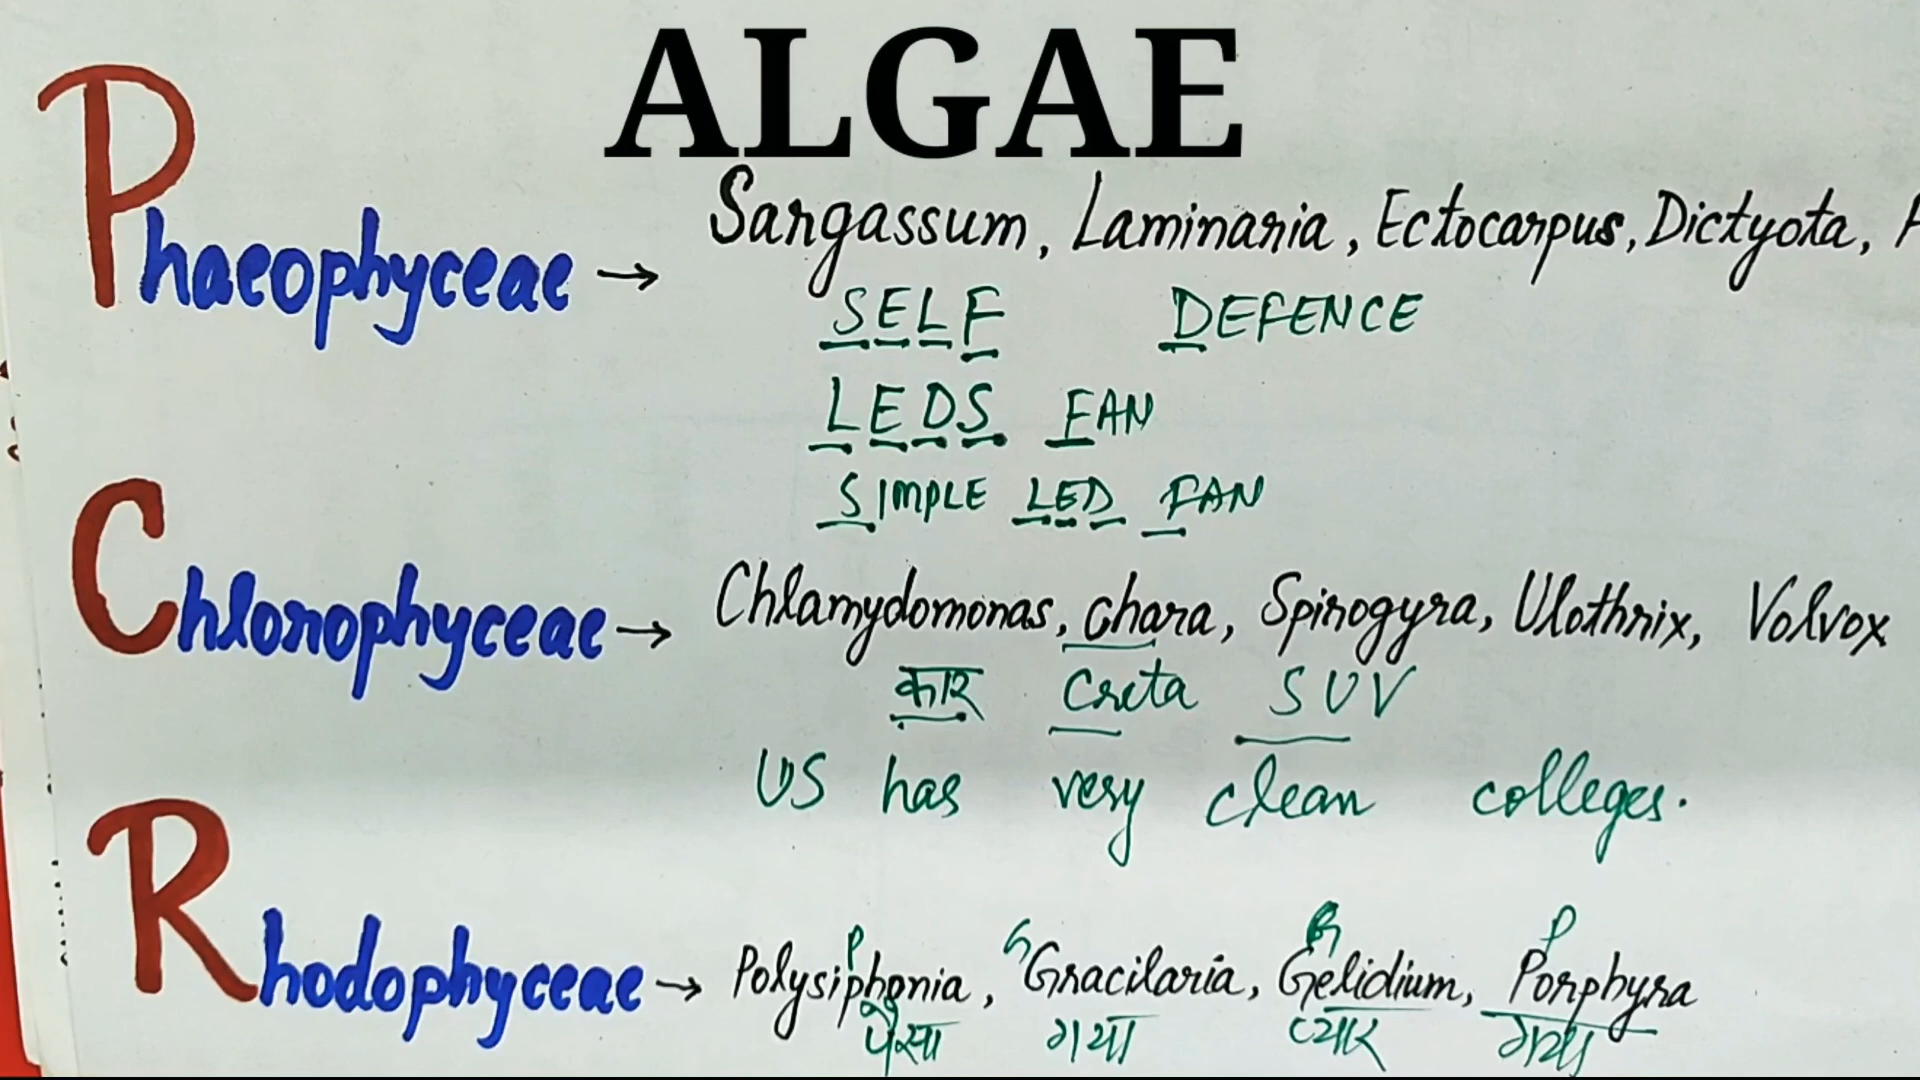 ALGAE
Phaeophyceae → Sargassum, Laminaria, Ectocarpus, Dictyota,
SELF DEFENCE
LEDS FAN
SIMPLE LED FAN
Chlorophyceae → Chlamydomonas, chara, Spirogyra, Ulothrix, Volvox
कार Creta SUV
US has very clean colleges.
P G G P
Rhodophyceae → Polysiphonia, Gracilaria, Gelidium, Porphyra
पैसा गया प्यार गया